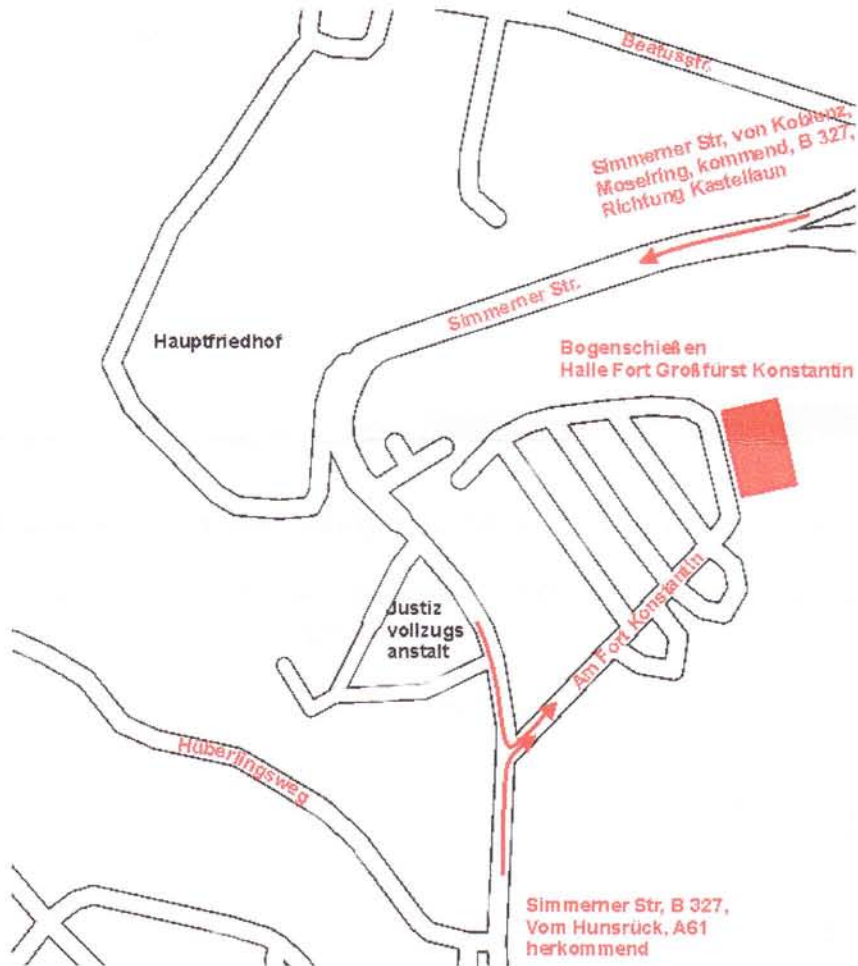 Beatusstr.
Simmerner Str, von Koblenz,
Moselring, kommend, B 327,
Richtung Kastellaun
Simmerner Str.
Hauptfriedhof
Bogenschießen
Halle Fort Großfürst Konstantin
Justiz
vollzugs
anstalt
Am Fort Konstantin
Hüberlingsweg
Simmerner Str, B 327,
Vom Hunsrück, A61
herkommend